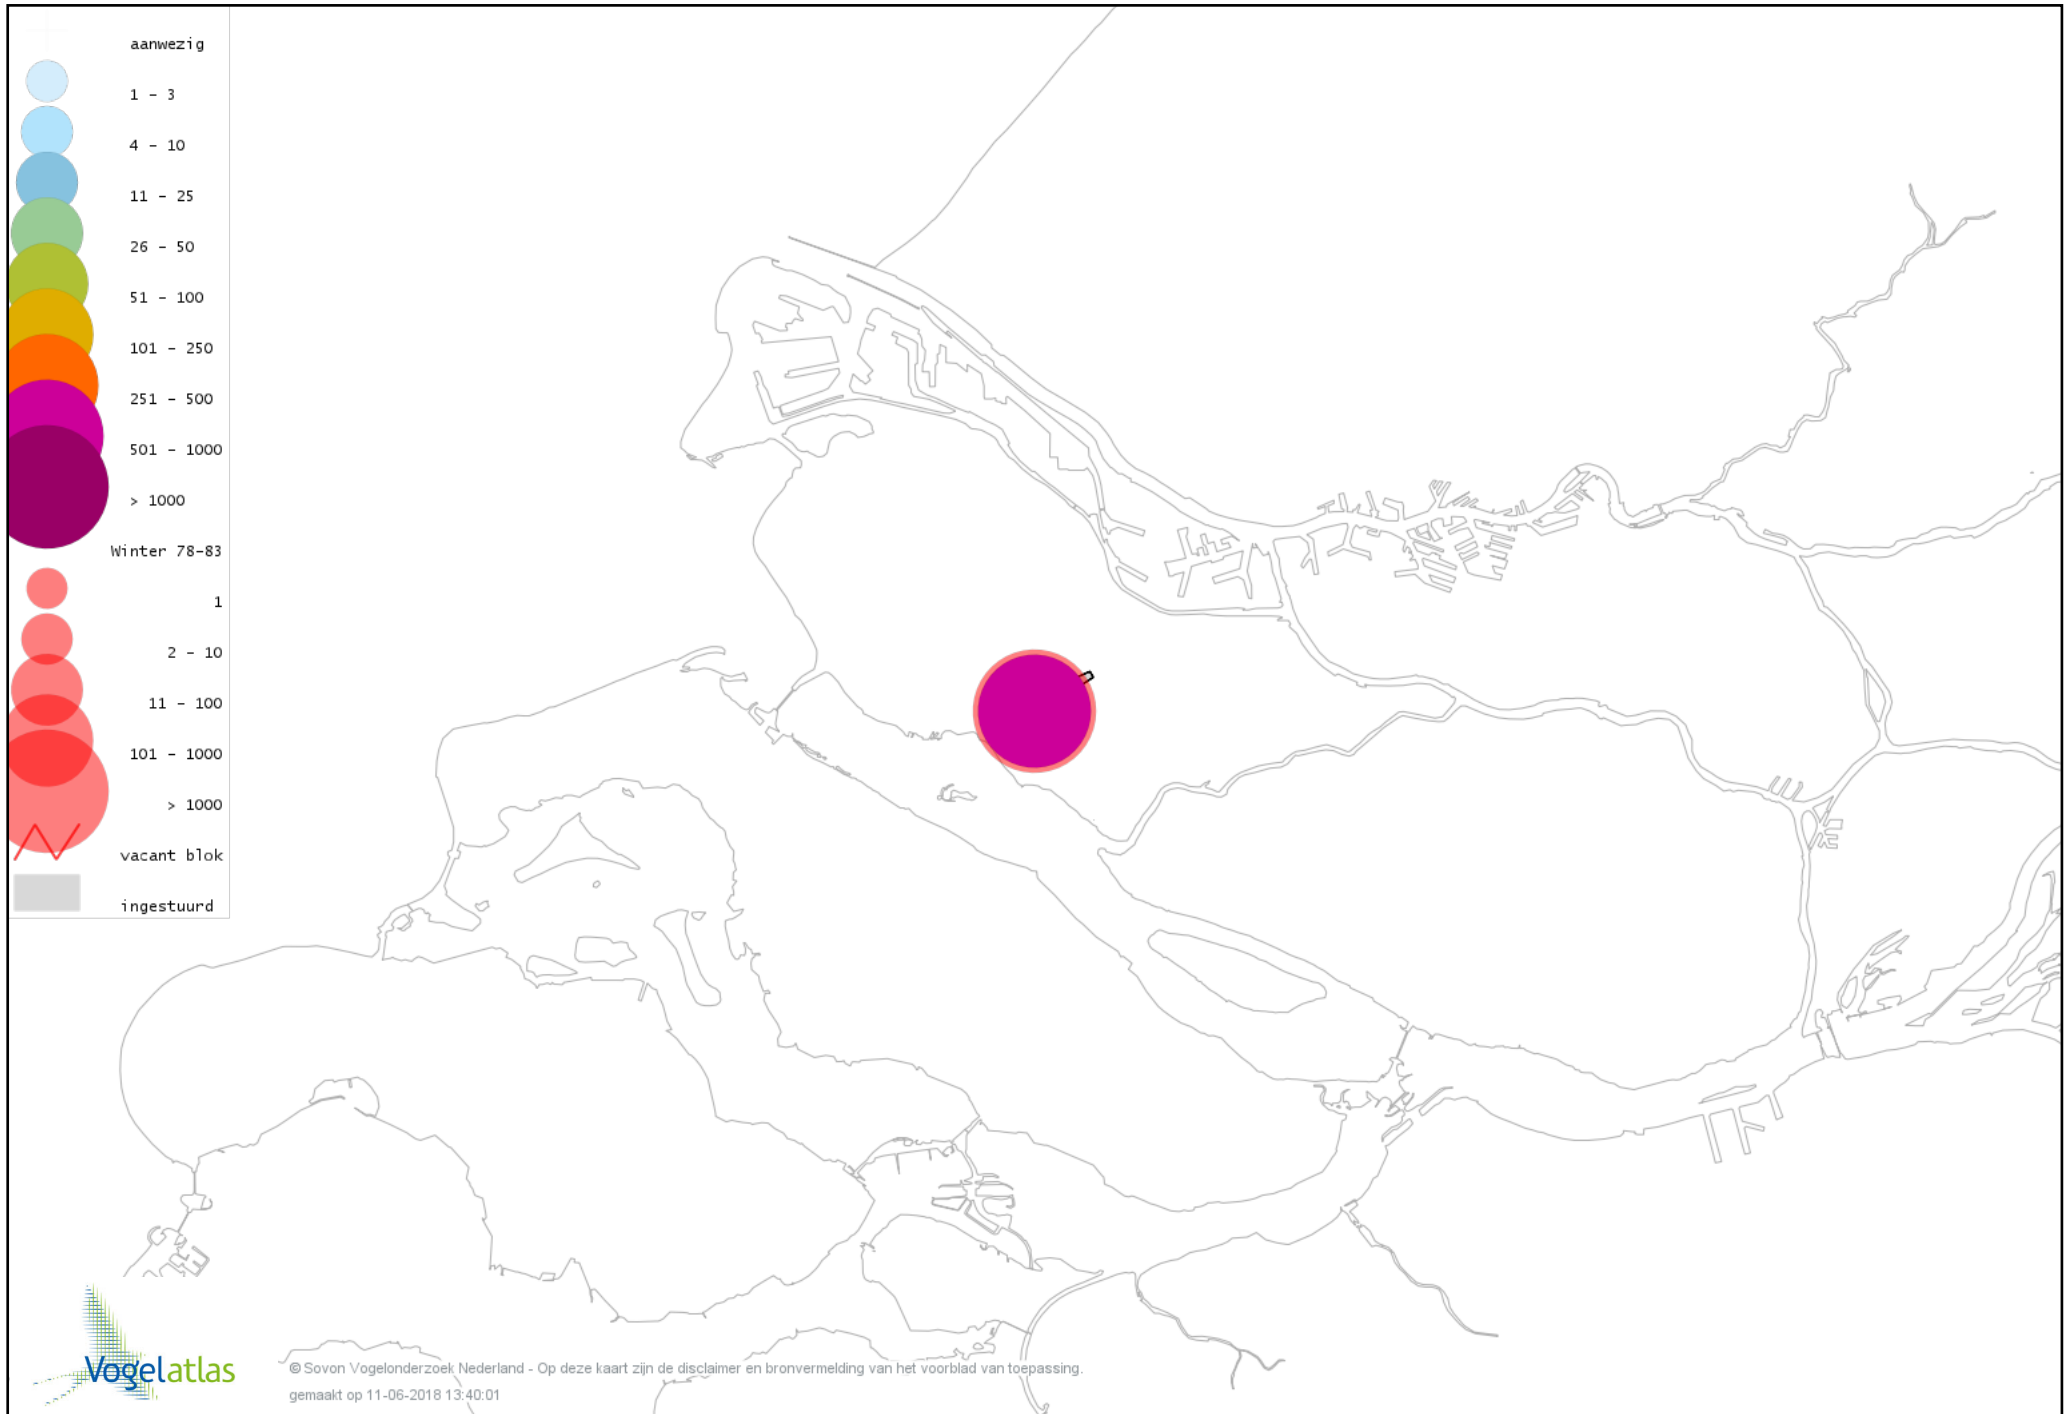 aanwezig
1 - 3
4 - 10
11 - 25
26 - 50
51 - 100
101 - 250
251 - 500
501 - 1000
> 1000
Winter 78-83
1
2 - 10
11 - 100
101 - 1000
> 1000
vacant blok
ingestuurd
Vogelatlas
© Sovon Vogelonderzoek Nederland - Op deze kaart zijn de disclaimer en bronvermelding van het voorblad van toepassing.
gemaakt op 11-06-2018 13:40:01